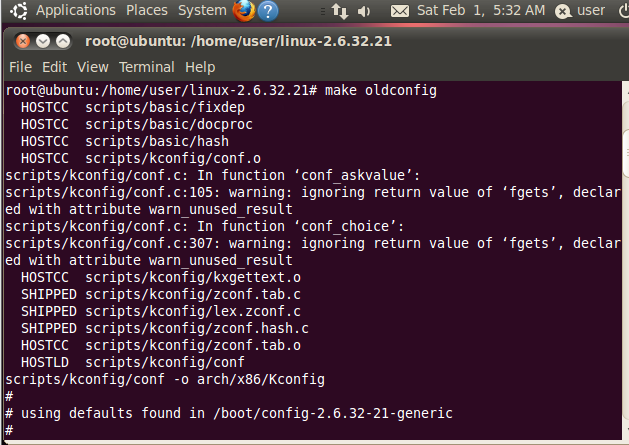 Applications Places System ? Sat Feb 1, 5:32 AM user
root@ubuntu: /home/user/linux-2.6.32.21
File Edit View Terminal Help
root@ubuntu:/home/user/linux-2.6.32.21# make oldconfig
HOSTCC scripts/basic/fixdep
HOSTCC scripts/basic/docproc
HOSTCC scripts/basic/hash
HOSTCC scripts/kconfig/conf.o
scripts/kconfig/conf.c: In function ‘conf_askvalue’:
scripts/kconfig/conf.c:105: warning: ignoring return value of ‘fgets’, declar
ed with attribute warn_unused_result
scripts/kconfig/conf.c: In function ‘conf_choice’:
scripts/kconfig/conf.c:307: warning: ignoring return value of ‘fgets’, declar
ed with attribute warn_unused_result
HOSTCC scripts/kconfig/kxgettext.o
SHIPPED scripts/kconfig/zconf.tab.c
SHIPPED scripts/kconfig/lex.zconf.c
SHIPPED scripts/kconfig/zconf.hash.c
HOSTCC scripts/kconfig/zconf.tab.o
HOSTLD scripts/kconfig/conf
scripts/kconfig/conf -o arch/x86/Kconfig
#
# using defaults found in /boot/config-2.6.32-21-generic
#